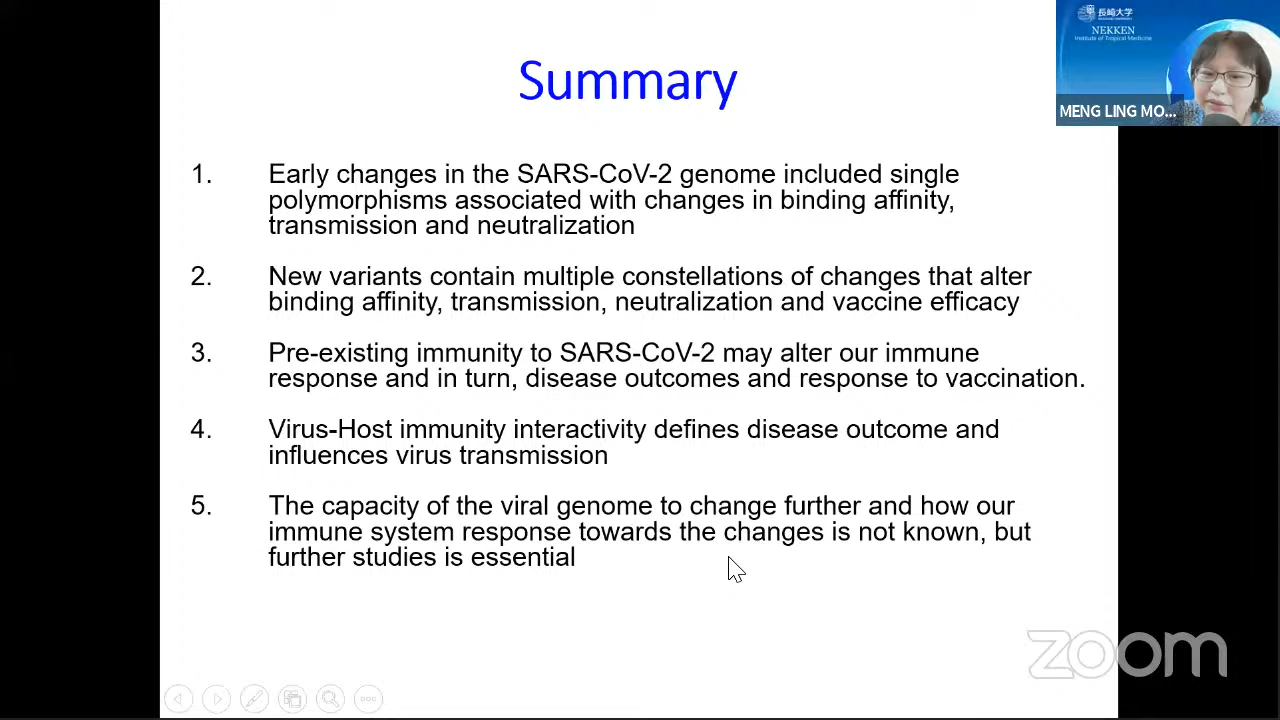 Summary
長崎大学
NEKKEN
Institute of Tropical Medicine
MENG LING MO...
1. Early changes in the SARS-CoV-2 genome included single
polymorphisms associated with changes in binding affinity,
transmission and neutralization
2. New variants contain multiple constellations of changes that alter
binding affinity, transmission, neutralization and vaccine efficacy
3. Pre-existing immunity to SARS-CoV-2 may alter our immune
response and in turn, disease outcomes and response to vaccination.
4. Virus-Host immunity interactivity defines disease outcome and
influences virus transmission
5. The capacity of the viral genome to change further and how our
immune system response towards the changes is not known, but
further studies is essential
zoom